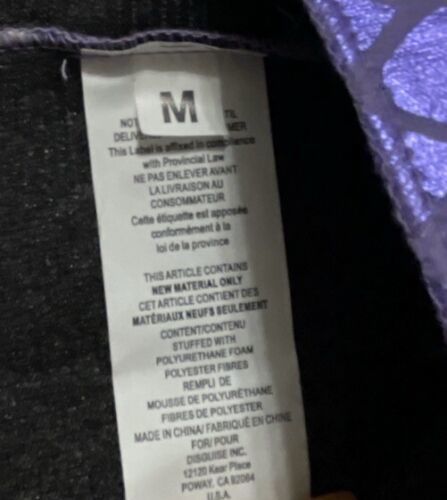 M
NOT TIL
MER
This Label is affixed in compliance
with Provincial Law
NE PAS ENLEVER AVANT
LA LIVRAISON AU
CONSOMMATEUR
Cette étiquette est apposée
conformément à la
loi de la province
THIS ARTICLE CONTAINS
NEW MATERIAL ONLY
CET ARTICLE CONTIENT DES
MATÉRIAUX NEUFS SEULEMENT
CONTENT/CONTENU
STUFFED WITH
POLYURETHANE FOAM
POLYESTER FIBRES
REMPLI DE
MOUSSE DE POLYURÉTHANE
FIBRES DE POLYESTER
MADE IN CHINA/ FABRIQUÉ EN CHINE
FOR/ POUR
DISGUISE INC.
12120 Kear Place
POWAY, CA 92064
U.S.A.